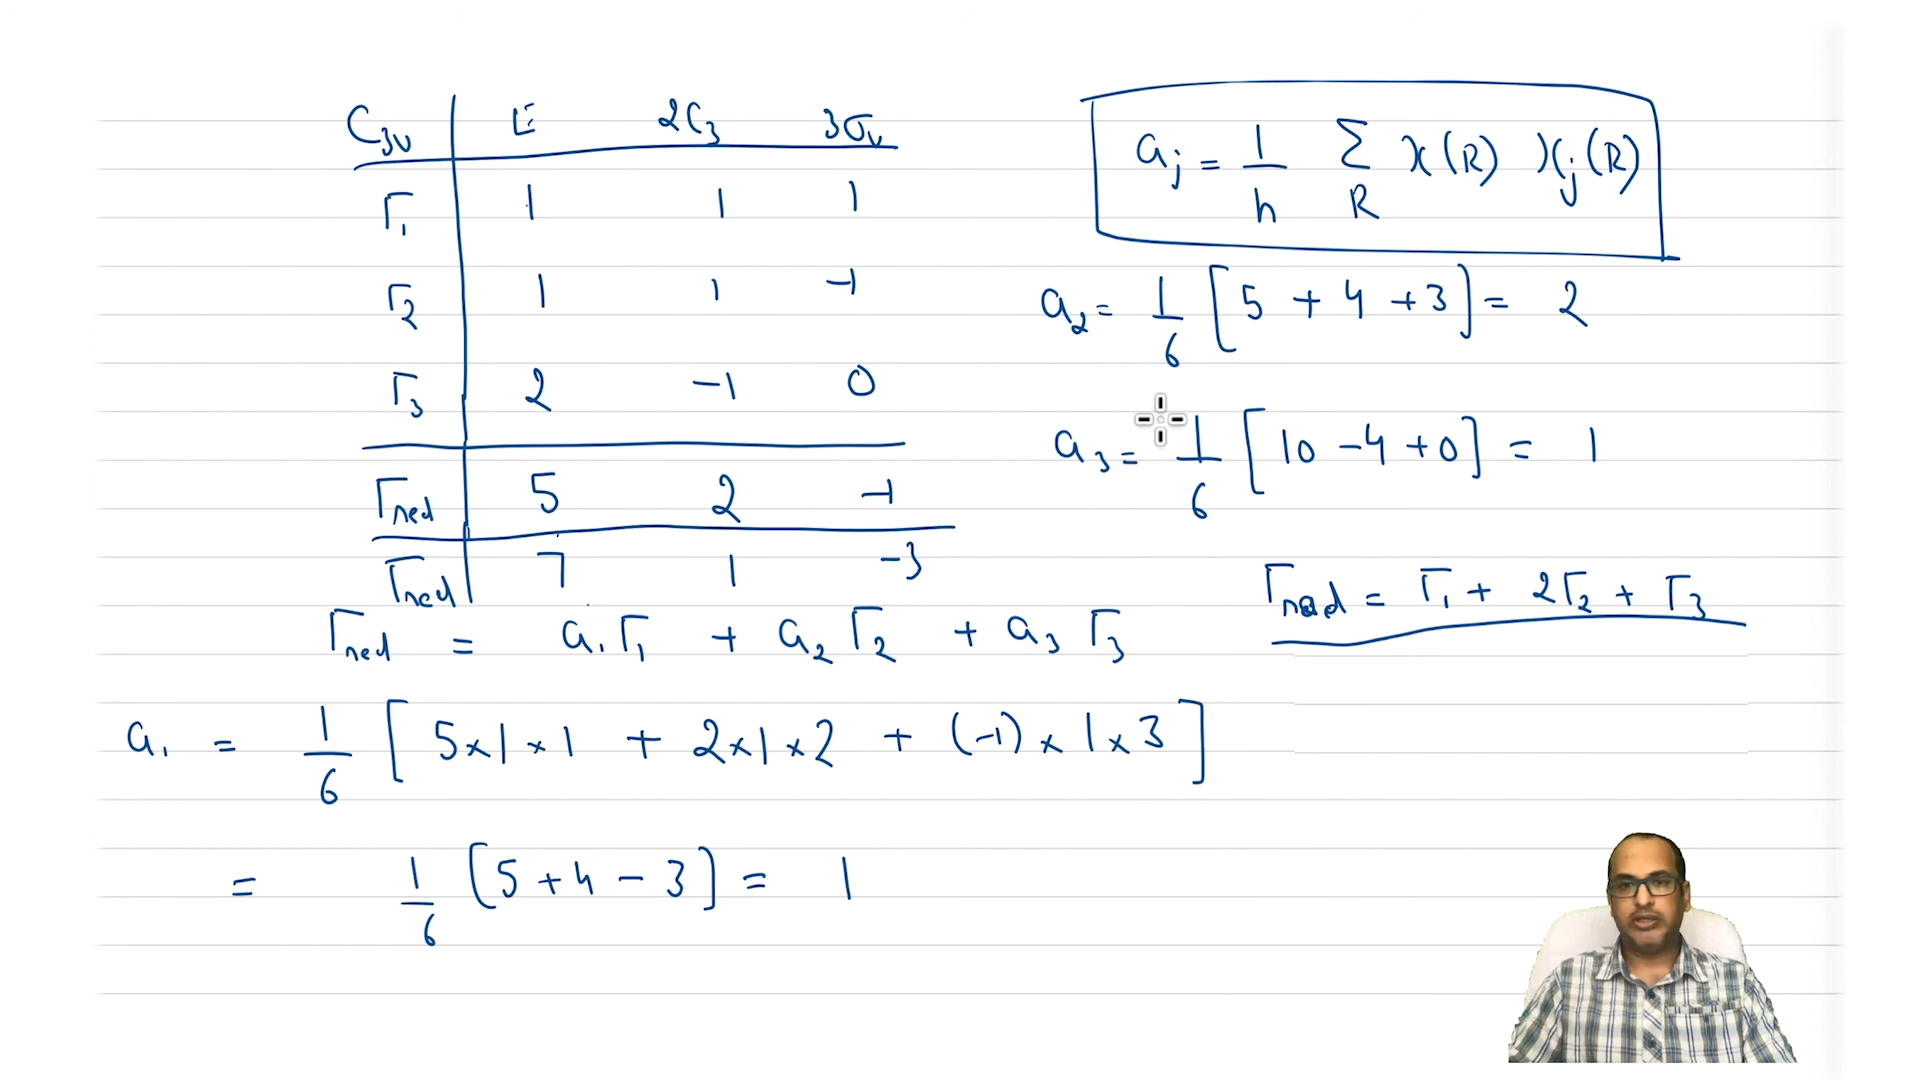 C₃ᵥ E 2C₃ 3σᵥ
Γ₁ 1 1 1
Γ₂ 1 1 -1
Γ₃ 2 -1 0
Γred 5 2 -1
Γred 7 1 -3
Γred = a₁Γ₁ + a₂Γ₂ + a₃Γ₃
a₁ = 1/6 [5×1×1 + 2×1×2 + (-1)×1×3]
= 1/6 [5+4-3] = 1
aⱼ = 1/h Σ_R χ(R) χⱼ(R)
a₂ = 1/6 [5 + 4 + 3] = 2
a₃ = 1/6 [10 - 4 + 0] = 1
Γred = Γ₁ + 2Γ₂ + Γ₃